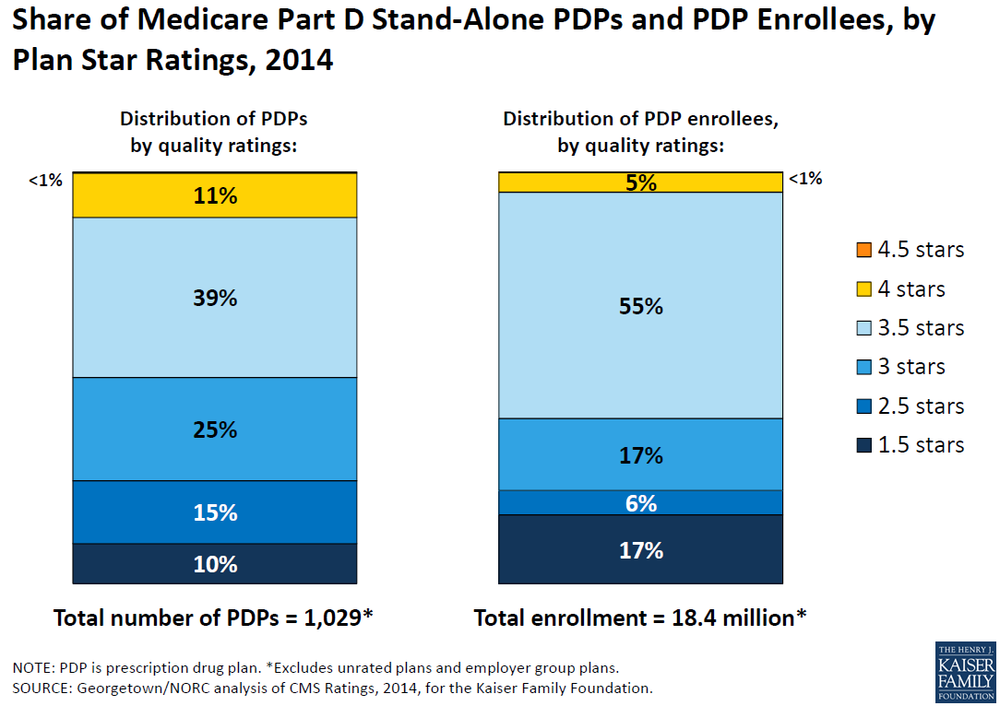 Share of Medicare Part D Stand-Alone PDPs and PDP Enrollees, by
Plan Star Ratings, 2014
Distribution of PDPs
by quality ratings:
<1%
11%
39%
25%
15%
10%
Total number of PDPs = 1,029*
Distribution of PDP enrollees,
by quality ratings:
5%
<1%
55%
17%
6%
17%
Total enrollment = 18.4 million*
4.5 stars
4 stars
3.5 stars
3 stars
2.5 stars
1.5 stars
NOTE: PDP is prescription drug plan. *Excludes unrated plans and employer group plans.
SOURCE: Georgetown/NORC analysis of CMS Ratings, 2014, for the Kaiser Family Foundation.
THE HENRY J.
KAISER
FAMILY
FOUNDATION